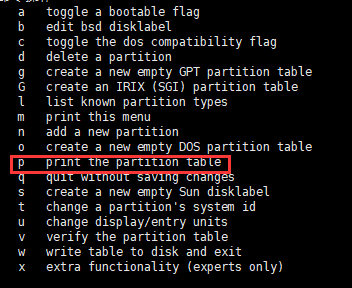 a toggle a bootable flag
b edit bsd disklabel
c toggle the dos compatibility flag
d delete a partition
g create a new empty GPT partition table
G create an IRIX (SGI) partition table
l list known partition types
m print this menu
n add a new partition
o create a new empty DOS partition table
p print the partition table
q quit without saving changes
s create a new empty Sun disklabel
t change a partition's system id
u change display/entry units
v verify the partition table
w write table to disk and exit
x extra functionality (experts only)